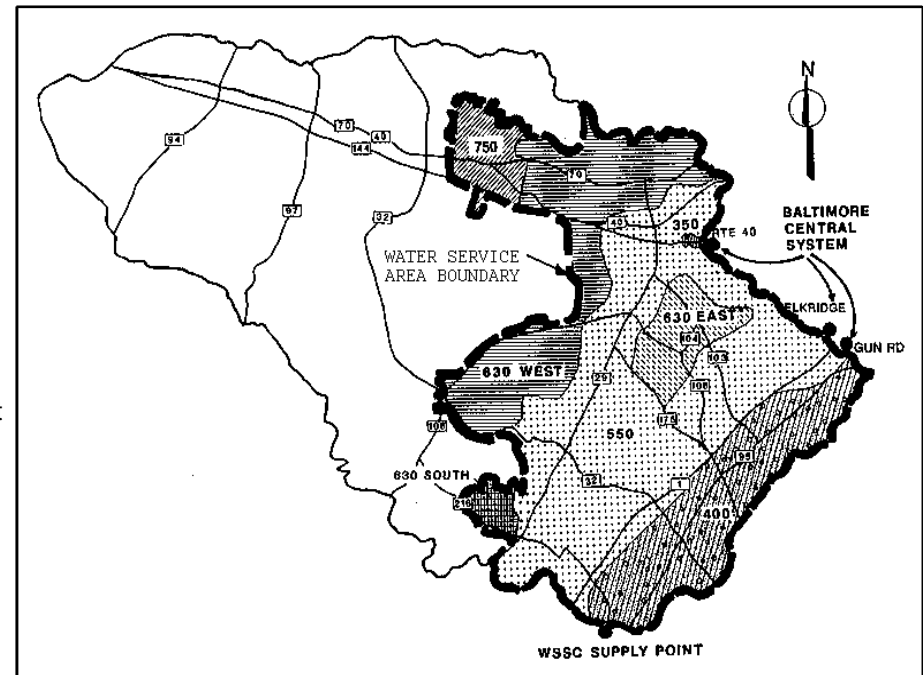 N
94
70
40
144
750
70
97
32
40
350
RTE 40
BALTIMORE
CENTRAL
SYSTEM
WATER SERVICE
AREA BOUNDARY
ELKRIDGE
630 EAST
104
GUN RD
103
630 WEST
29
108
108
175
550
95
630 SOUTH
32
1
216
400
WSSC SUPPLY POINT